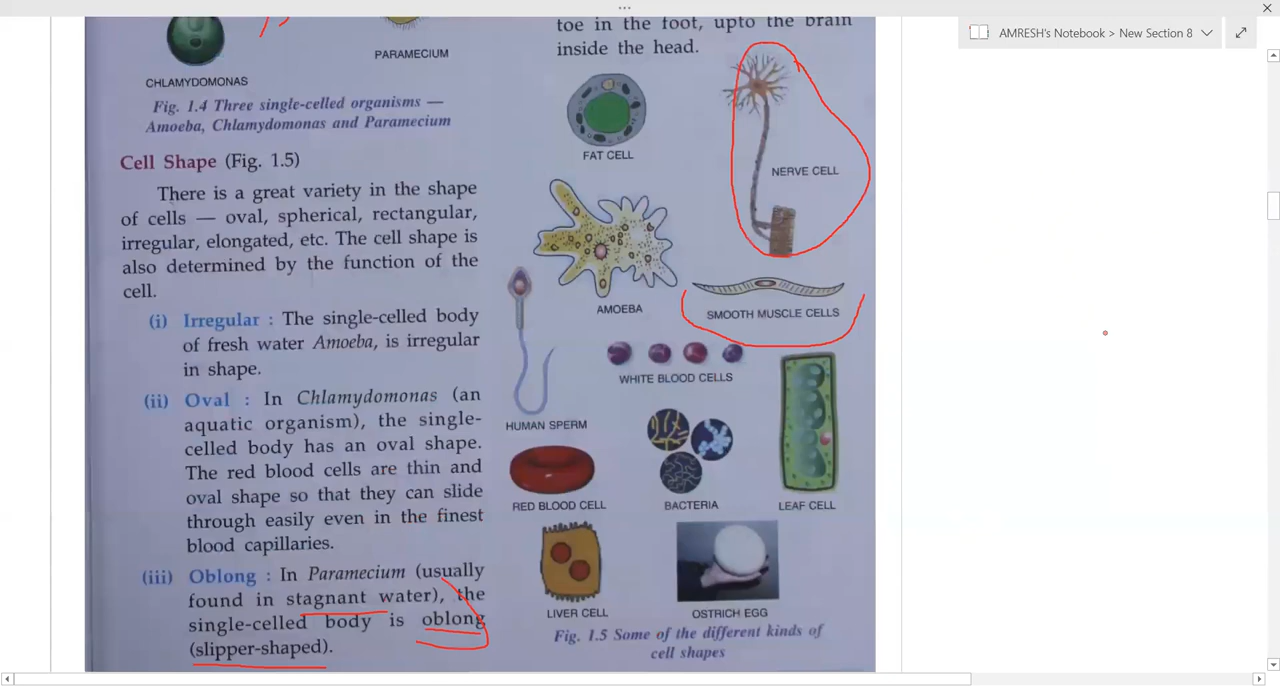 AMRESH's Notebook > New Section 8
CHLAMYDOMONAS
PARAMECIUM
Fig. 1.4 Three single-celled organisms —
Amoeba, Chlamydomonas and Paramecium
Cell Shape (Fig. 1.5)
There is a great variety in the shape
of cells — oval, spherical, rectangular,
irregular, elongated, etc. The cell shape is
also determined by the function of the
cell.
(i) Irregular : The single-celled body
of fresh water Amoeba, is irregular
in shape.
(ii) Oval : In Chlamydomonas (an
aquatic organism), the single-
celled body has an oval shape.
The red blood cells are thin and
oval shape so that they can slide
through easily even in the finest
blood capillaries.
(iii) Oblong : In Paramecium (usually
found in stagnant water), the
single-celled body is oblong
(slipper-shaped).
toe in the foot, upto the brain
inside the head.
FAT CELL
NERVE CELL
AMOEBA
SMOOTH MUSCLE CELLS
WHITE BLOOD CELLS
HUMAN SPERM
RED BLOOD CELL
BACTERIA
LEAF CELL
LIVER CELL
OSTRICH EGG
Fig. 1.5 Some of the different kinds of
cell shapes